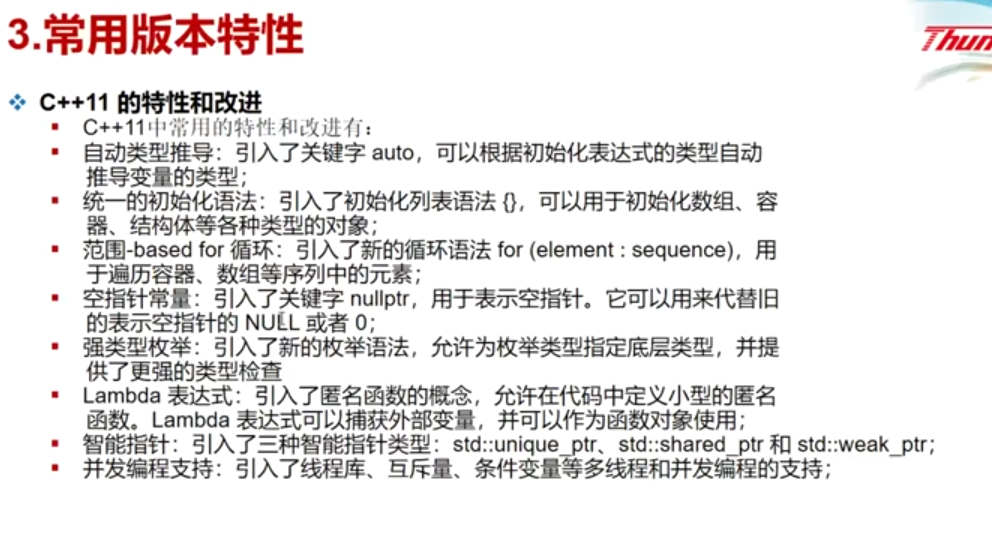 3.常用版本特性
Thun
C++11 的特性和改进
C++11中常用的特性和改进有：
自动类型推导：引入了关键字 auto，可以根据初始化表达式的类型自动
推导变量的类型；
统一的初始化语法：引入了初始化列表语法 {}，可以用于初始化数组、容
器、结构体等各种类型的对象；
范围-based for 循环：引入了新的循环语法 for (element : sequence)，用
于遍历容器、数组等序列中的元素；
空指针常量：引入了关键字 nullptr，用于表示空指针。它可以用来代替旧
的表示空指针的 NULL 或者 0；
强类型枚举：引入了新的枚举语法，允许为枚举类型指定底层类型，并提
供了更强的类型检查
Lambda 表达式：引入了匿名函数的概念，允许在代码中定义小型的匿名
函数。Lambda 表达式可以捕获外部变量，并可以作为函数对象使用；
智能指针：引入了三种智能指针类型：std::unique_ptr、std::shared_ptr 和 std::weak_ptr；
并发编程支持：引入了线程库、互斥量、条件变量等多线程和并发编程的支持；